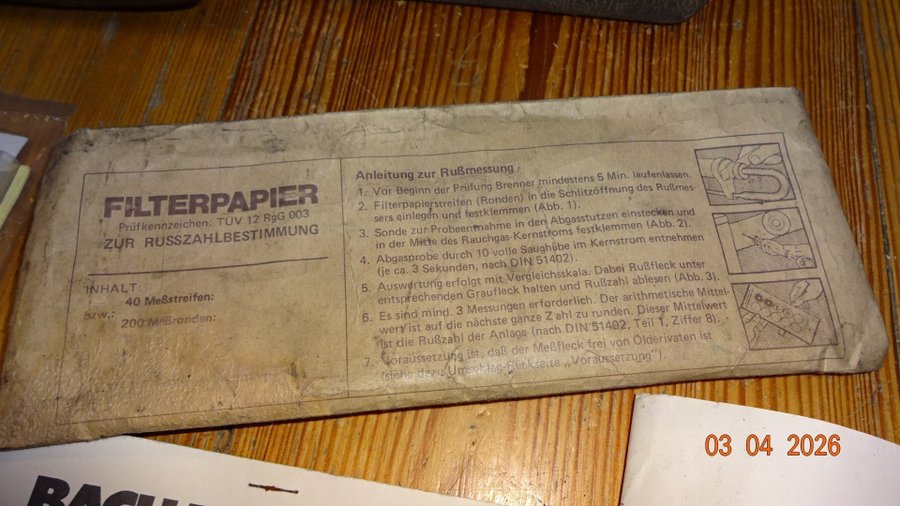 FILTERPAPIER
Prüfkennzeichen: TÜV 12 RgG 003
ZUR RUSSZAHLBESTIMMUNG
INHALT:
40 Meßstreifen:
bzw.:
200 Meßronden:
Anleitung zur Rußmessung
1. Vor Beginn der Prüfung Brenner mindestens 5 Min. laufenlassen.
2. Filterpapierstreifen (Ronden) in die Schlitzöffnung des Rußmes-
sers einlegen und festklemmen (Abb. 1).
3. Sonde zur Probeentnahme in den Abgasstutzen einstecken und
in der Mitte des Rauchgas-Kernstroms festklemmen (Abb. 2).
4. Abgasprobe durch 10 volle Saughübe im Kernstrom entnehmen
(je ca. 3 Sekunden, nach DIN 51402).
5. Auswertung erfolgt mit Vergleichsskala. Dabei Rußfleck unter
entsprechenden Graufleck halten und Rußzahl ablesen (Abb. 3).
6. Es sind mind. 3 Messungen erforderlich. Der arithmetische Mittel-
wert ist auf die nächste ganze Zahl zu runden. Dieser Mittelwert
ist die Rußzahl der Anlage (nach DIN 51402, Teil 1, Ziffer 8).
7. Voraussetzung ist, daß der Meßfleck frei von Ölderivaten ist
(siehe dazu Umschlag-Rückseite „Voraussetzung").
03 04 2026